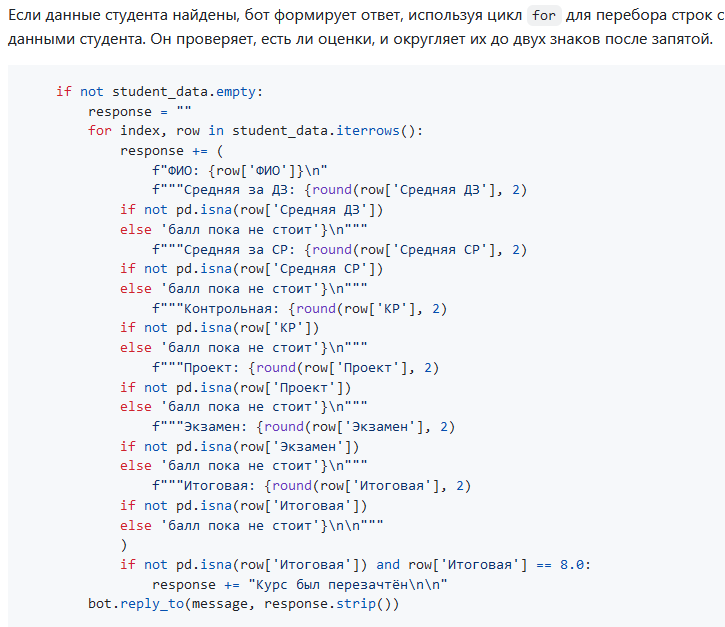 Если данные студента найдены, бот формирует ответ, используя цикл for для перебора строк с
данными студента. Он проверяет, есть ли оценки, и округляет их до двух знаков после запятой.
if not student_data.empty:
    response = ""
    for index, row in student_data.iterrows():
        response += (
            f"ФИО: {row['ФИО']}\n"
            f"""Средняя за ДЗ: {round(row['Средняя ДЗ'], 2)
        if not pd.isna(row['Средняя ДЗ'])
        else 'балл пока не стоит'}\n"""
            f"""Средняя за СР: {round(row['Средняя СР'], 2)
        if not pd.isna(row['Средняя СР'])
        else 'балл пока не стоит'}\n"""
            f"""Контрольная: {round(row['КР'], 2)
        if not pd.isna(row['КР'])
        else 'балл пока не стоит'}\n"""
            f"""Проект: {round(row['Проект'], 2)
        if not pd.isna(row['Проект'])
        else 'балл пока не стоит'}\n"""
            f"""Экзамен: {round(row['Экзамен'], 2)
        if not pd.isna(row['Экзамен'])
        else 'балл пока не стоит'}\n"""
            f"""Итоговая: {round(row['Итоговая'], 2)
        if not pd.isna(row['Итоговая'])
        else 'балл пока не стоит'}\n\n"""
        )
        if not pd.isna(row['Итоговая']) and row['Итоговая'] == 8.0:
            response += "Курс был перезачтён\n\n"
    bot.reply_to(message, response.strip())